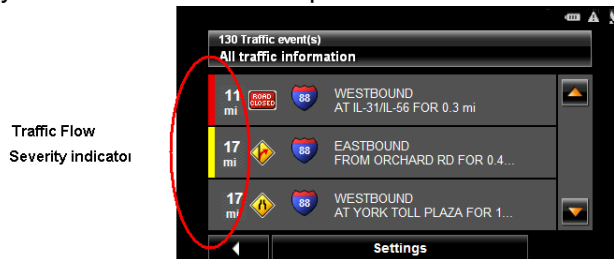 130 Traffic event(s)
All traffic information
11 mi ROAD CLOSED 88 WESTBOUND
AT IL-31/IL-56 FOR 0.3 mi
Traffic Flow
Severity indicator
17 mi 88 EASTBOUND
FROM ORCHARD RD FOR 0.4...
17 mi 88 WESTBOUND
AT YORK TOLL PLAZA FOR 1...
Settings